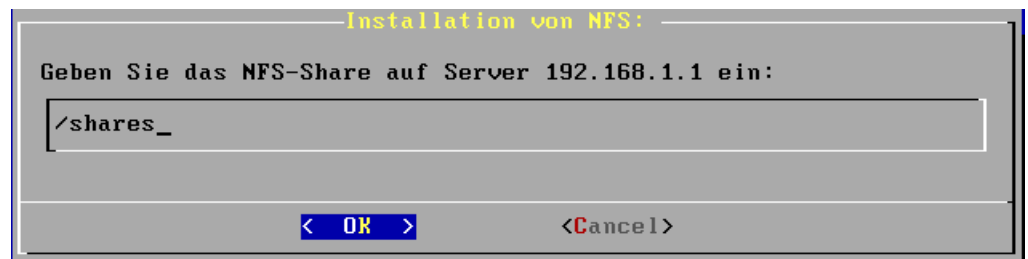 Installation von NFS:
Geben Sie das NFS-Share auf Server 192.168.1.1 ein:
/shares_
< OK > <Cancel>